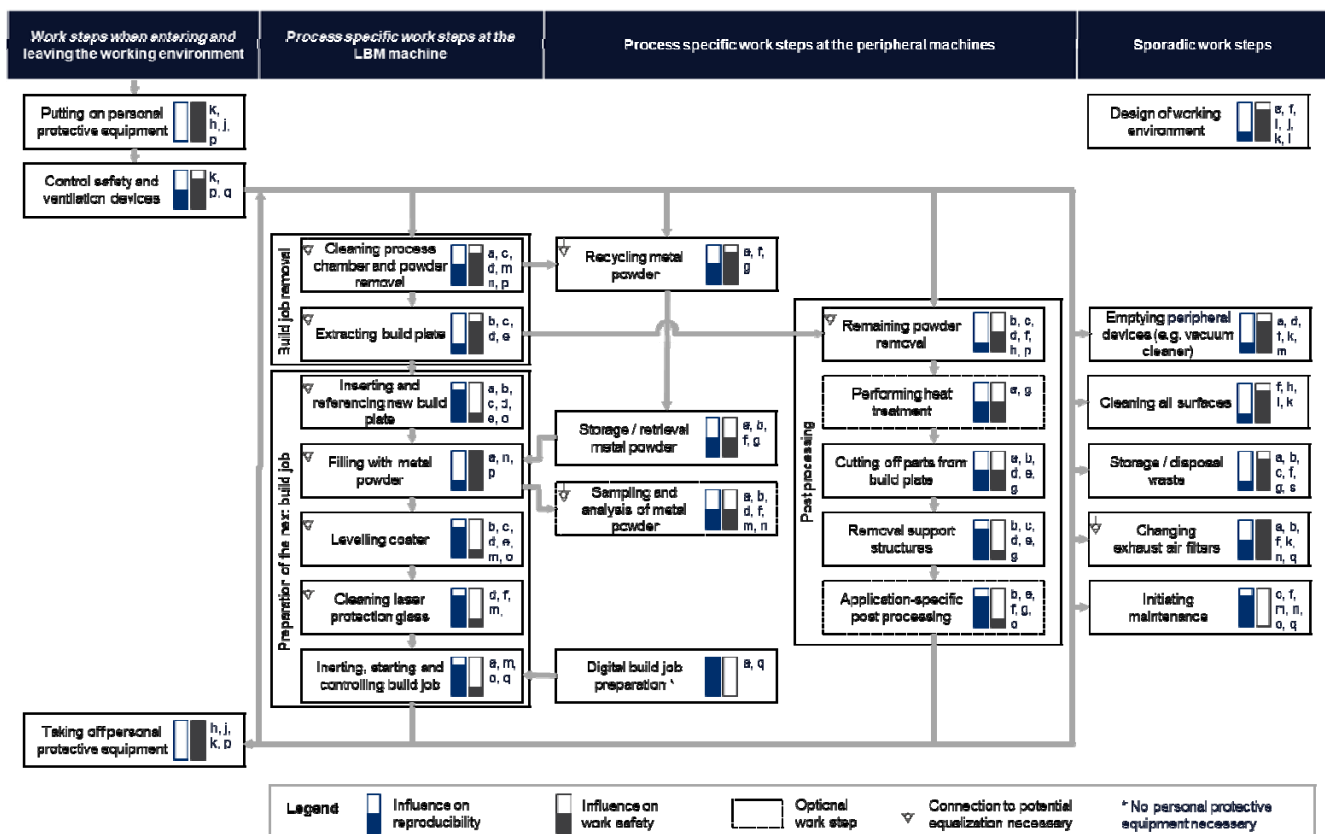 Work steps when entering and
leaving the working environment
Process specific work steps at the
LBM machine
Process specific work steps at the peripheral machines
Sporadic work steps
Putting on personal
protective equipment
k,
h, j,
p
Control safety and
ventilation devices
k,
p, q
Taking off personal
protective equipment
h, j,
k, p
Build job removal
Cleaning process
chamber and powder
removal
a, c,
d, m
n, p
Extracting build plate
b, c,
d, e
Preparation of the next build job
Inserting and
referencing new build
plate
a, b,
c, d,
e, o
Filling with metal
powder
a, n,
p
Levelling coater
b, c,
d, e,
m, o
Cleaning laser
protection glass
d, f,
m,
Inerting, starting and
controlling build job
a, m,
o, q
Recycling metal
powder
a, f,
g
Storage / retrieval
metal powder
a, b,
f, g
Sampling and
analysis of metal
powder
a, b,
d, f,
m, n
Digital build job
preparation *
a, q
Post processing
Remaining powder
removal
b, c,
d, f,
h, p
Performing heat
treatment
a, g
Cutting off parts from
build plate
a, b,
d, e,
g
Removal support
structures
b, c,
d, e,
g
Application-specific
post processing
b, e,
f, g,
o
Design of working
environment
a, f,
i, j,
k, l
Emptying peripheral
devices (e.g. vacuum
cleaner)
a, d,
f, k,
m
Cleaning all surfaces
f, h,
i, k
Storage / disposal
waste
a, b,
c, f,
g, s
Changing
exhaust air filters
a, b,
f, k,
n, q
Initiating
maintenance
c, f,
m, n,
o, q
Legend
Influence on
reproducibility
Influence on
work safety
Optional
work step
Connection to potential
equalization necessary
* No personal protective
equipment necessary